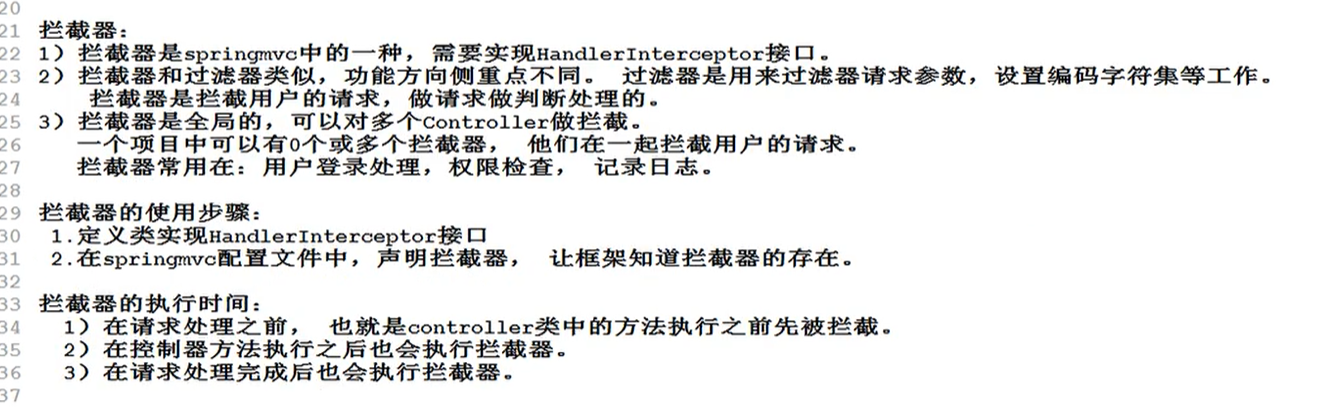 20
21 拦截器:
22 1)拦截器是springmvc中的一种,需要实现HandlerInterceptor接口。
23 2)拦截器和过滤器类似,功能方向侧重点不同。 过滤器是用来过滤器请求参数,设置编码字符集等工作。
24 拦截器是拦截用户的请求,做请求做判断处理的。
25 3)拦截器是全局的,可以对多个Controller做拦截。
26 一个项目中可以有0个或多个拦截器, 他们在一起拦截用户的请求。
27 拦截器常用在:用户登录处理,权限检查, 记录日志。
28
29 拦截器的使用步骤:
30 1.定义类实现HandlerInterceptor接口
31 2.在springmvc配置文件中,声明拦截器, 让框架知道拦截器的存在。
32
33 拦截器的执行时间:
34 1)在请求处理之前, 也就是controller类中的方法执行之前先被拦截。
35 2)在控制器方法执行之后也会执行拦截器。
36 3)在请求处理完成后也会执行拦截器。
37